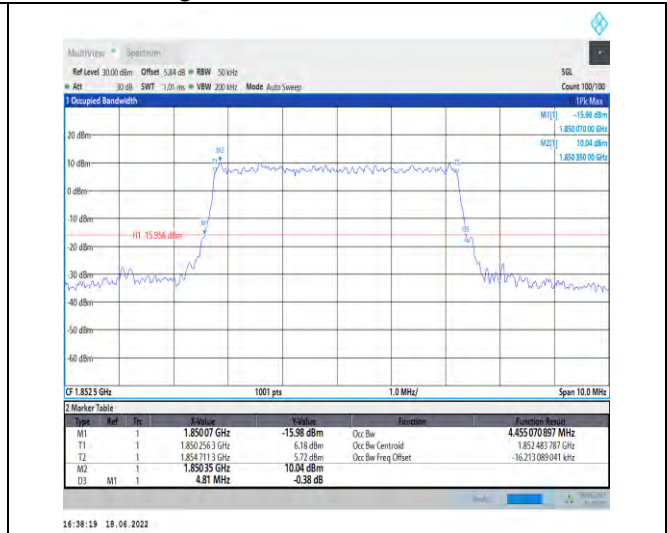 MultiView Spectrum
Ref Level 30.00 dBm Offset 5.84 dB RBW 50 kHz SGL
Att 30 dB SWT 1.01 ms VBW 200 kHz Mode Auto Sweep Count 100/100
1 Occupied Bandwidth 1Pk Max
M1[1] -15.98 dBm
1.850 070 00 GHz
M2[1] 10.04 dBm
1.850 350 00 GHz
20 dBm
M2
10 dBm
T1 T2
0 dBm
-10 dBm
M1
H1 -15.956 dBm D3
-20 dBm
-30 dBm
-40 dBm
-50 dBm
-60 dBm
CF 1.852 5 GHz 1001 pts 1.0 MHz/ Span 10.0 MHz
2 Marker Table
Type Ref Trc X-Value Y-Value Function Function Result
M1 1 1.850 07 GHz -15.98 dBm Occ Bw 4.455 070 897 MHz
T1 1 1.850 256 3 GHz 6.18 dBm Occ Bw Centroid 1.852 483 787 GHz
T2 1 1.854 711 3 GHz 5.72 dBm Occ Bw Freq Offset -16.213 089 041 kHz
M2 1 1.850 35 GHz 10.04 dBm
D3 M1 1 4.81 MHz -0.38 dB
16:38:19 18.06.2022